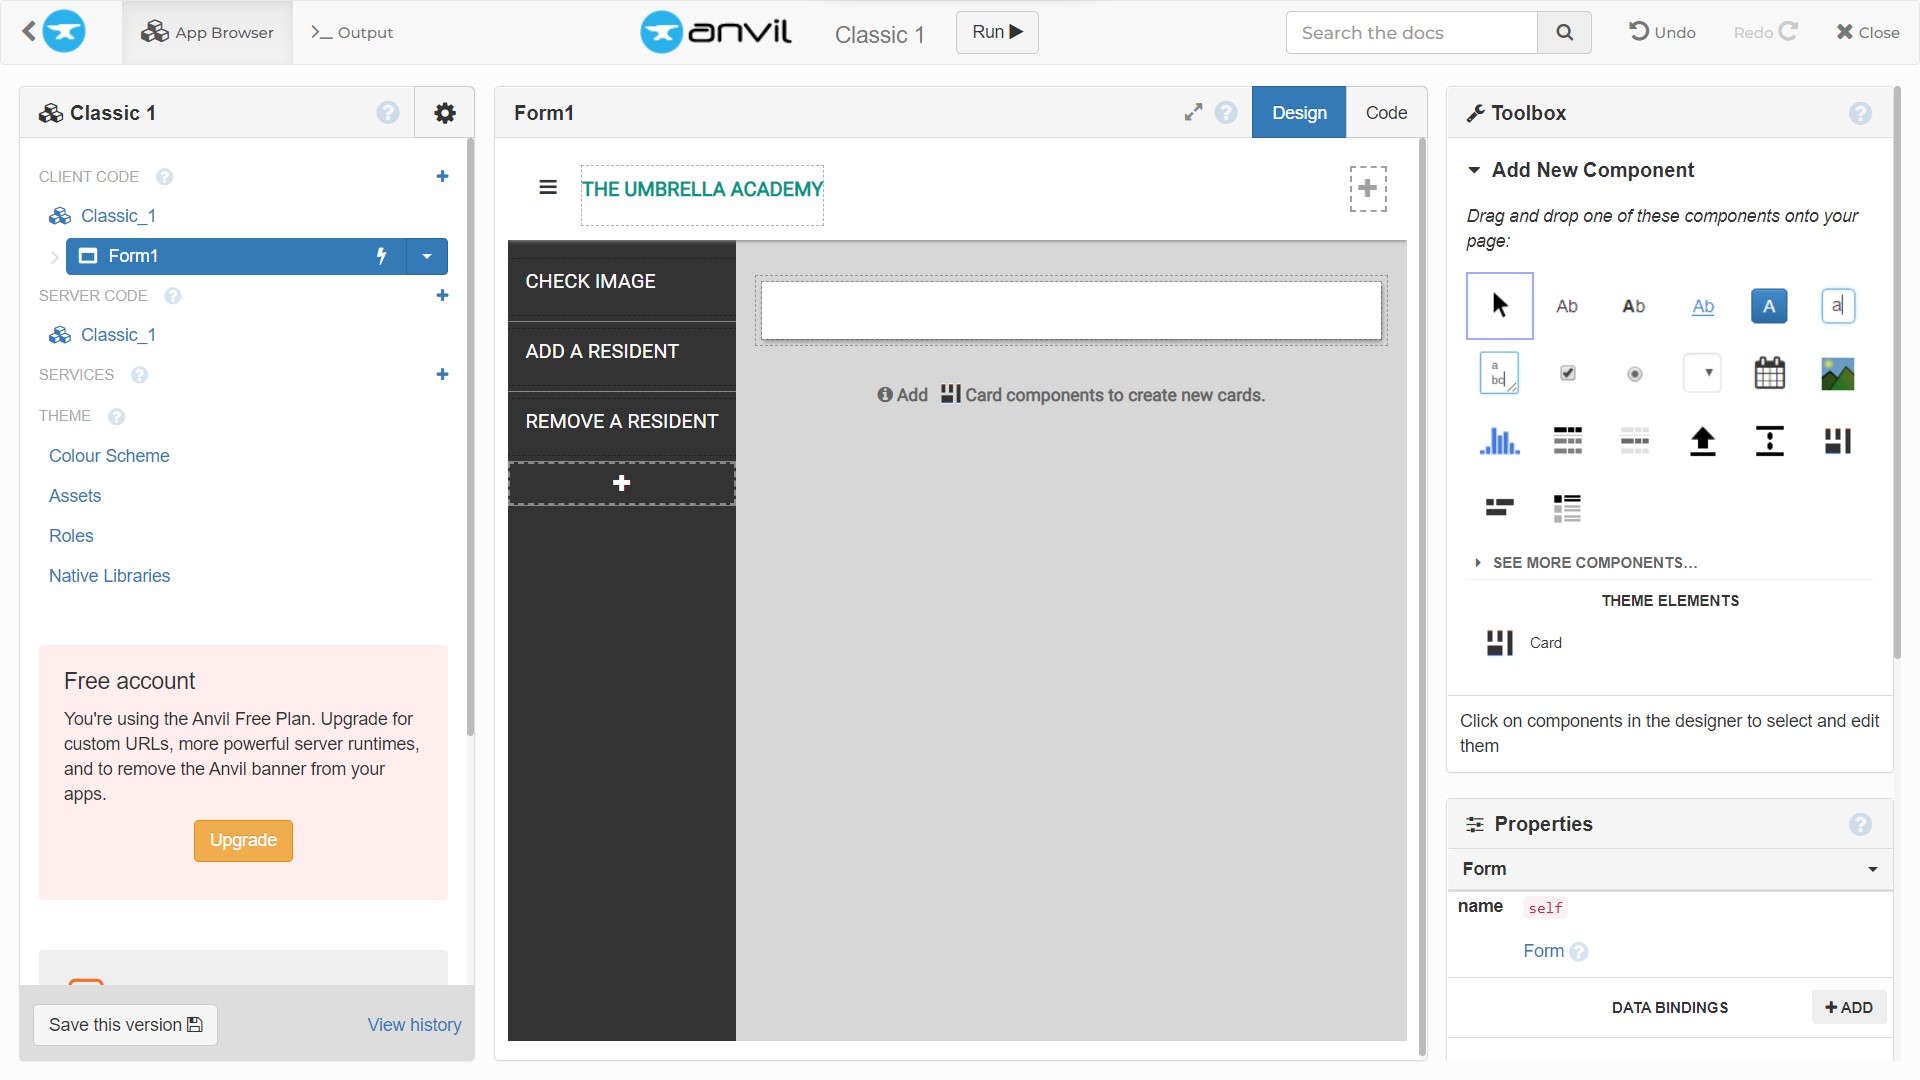 App Browser
Output
anvil
Classic 1
Run
Search the docs
Undo
Redo
Close
Classic 1
CLIENT CODE
Classic_1
Form1
SERVER CODE
Classic_1
SERVICES
THEME
Colour Scheme
Assets
Roles
Native Libraries
Free account
You're using the Anvil Free Plan. Upgrade for
custom URLs, more powerful server runtimes,
and to remove the Anvil banner from your
apps.
Upgrade
Save this version
View history
Form1
Design
Code
THE UMBRELLA ACADEMY
CHECK IMAGE
ADD A RESIDENT
REMOVE A RESIDENT
Add Card components to create new cards.
Toolbox
Add New Component
Drag and drop one of these components onto your
page:
Ab
Ab
Ab
A
a
a
bc
SEE MORE COMPONENTS...
THEME ELEMENTS
Card
Click on components in the designer to select and edit
them
Properties
Form
name self
Form
DATA BINDINGS
ADD